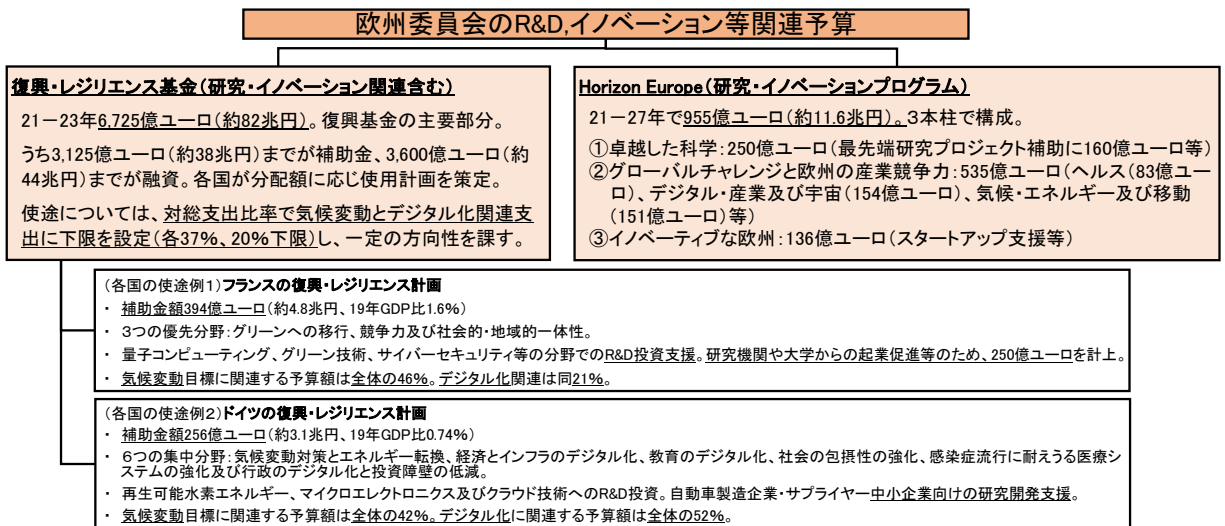 欧州委員会のR&D,イノベーション等関連予算
復興・レジリエンス基金(研究・イノベーション関連含む)
21－23年6,725億ユーロ(約82兆円)。復興基金の主要部分。
うち3,125億ユーロ(約38兆円)までが補助金、3,600億ユーロ(約
44兆円)までが融資。各国が分配額に応じ使用計画を策定。
使途については、対総支出比率で気候変動とデジタル化関連支
出に下限を設定(各37%、20%下限)し、一定の方向性を課す。
Horizon Europe(研究・イノベーションプログラム)
21－27年で955億ユーロ(約11.6兆円)。3本柱で構成。
①卓越した科学:250億ユーロ(最先端研究プロジェクト補助に160億ユーロ等)
②グローバルチャレンジと欧州の産業競争力:535億ユーロ(ヘルス(83億ユー
ロ)、デジタル・産業及び宇宙(154億ユーロ)、気候・エネルギー及び移動
(151億ユーロ)等)
③イノベーティブな欧州:136億ユーロ(スタートアップ支援等)
(各国の使途例1)フランスの復興・レジリエンス計画
・ 補助金額394億ユーロ(約4.8兆円、19年GDP比1.6%)
・ 3つの優先分野:グリーンへの移行、競争力及び社会的・地域的一体性。
・ 量子コンピューティング、グリーン技術、サイバーセキュリティ等の分野でのR&D投資支援。研究機関や大学からの起業促進等のため、250億ユーロを計上。
・ 気候変動目標に関連する予算額は全体の46%。デジタル化関連は同21%。
(各国の使途例2)ドイツの復興・レジリエンス計画
・ 補助金額256億ユーロ(約3.1兆円、19年GDP比0.74%)
・ 6つの集中分野:気候変動対策とエネルギー転換、経済とインフラのデジタル化、教育のデジタル化、社会の包摂性の強化、感染症流行に耐えうる医療シ
ステムの強化及び行政のデジタル化と投資障壁の低減。
・ 再生可能水素エネルギー、マイクロエレクトロニクス及びクラウド技術へのR&D投資。自動車製造企業・サプライヤー中小企業向けの研究開発支援。
・ 気候変動目標に関連する予算額は全体の42%。デジタル化に関連する予算額は全体の52%。